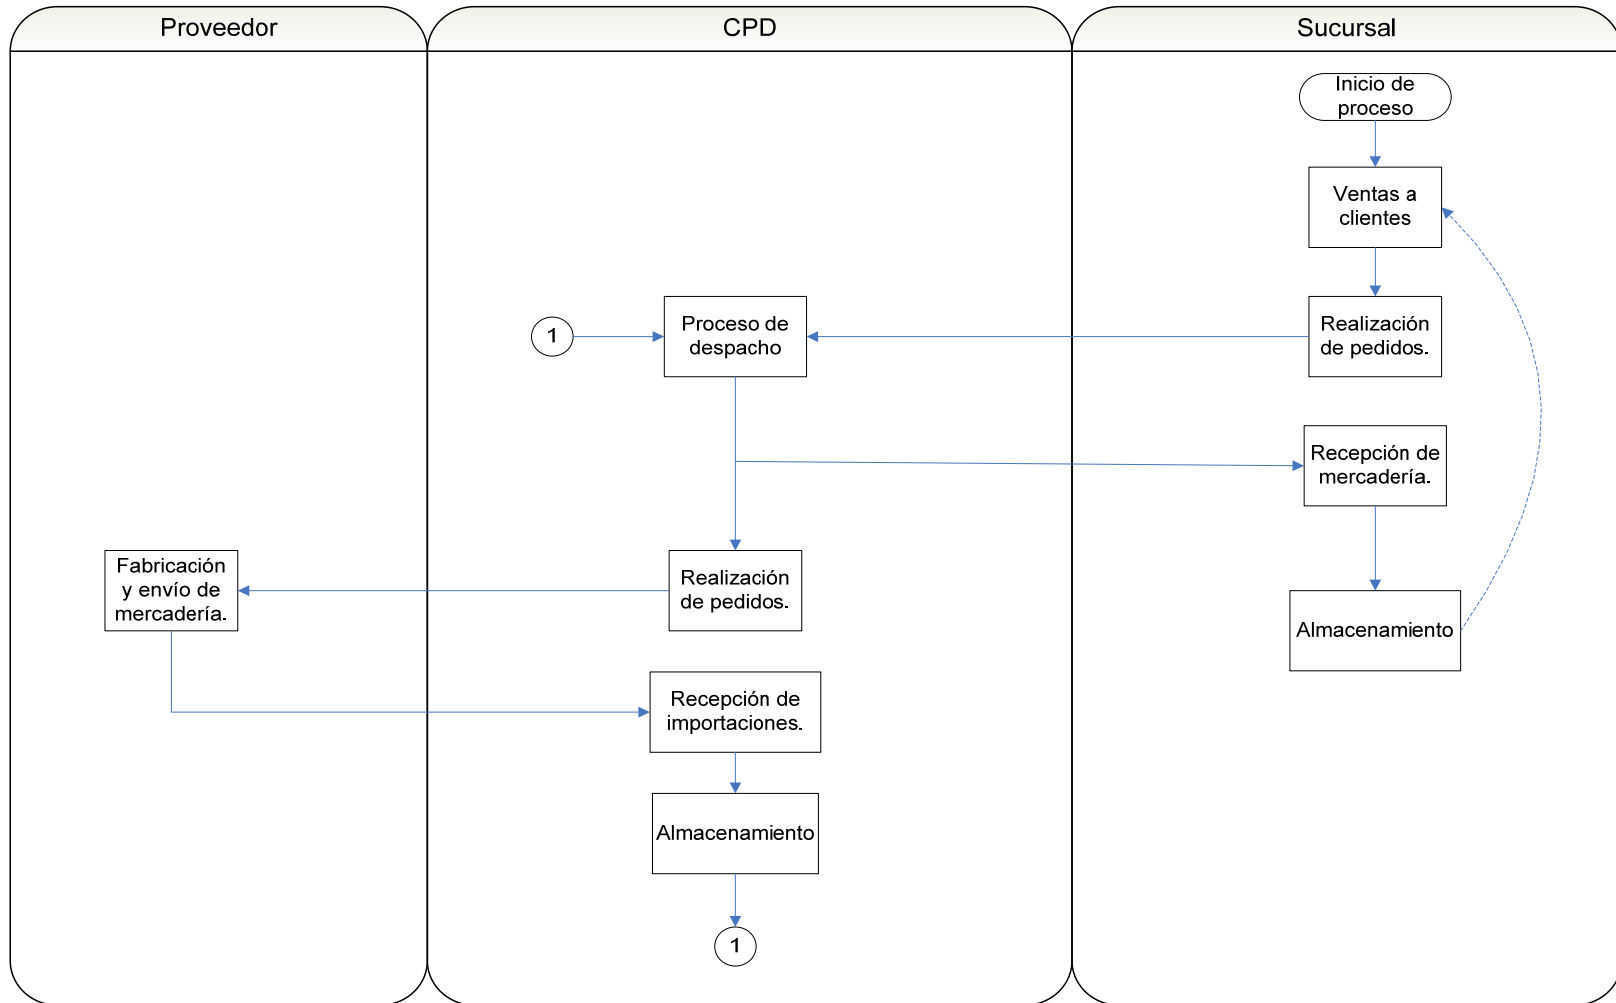 Proveedor
CPD
Sucursal
Inicio de
proceso
Ventas a
clientes
1
Proceso de
despacho
Realización
de pedidos.
Recepción de
mercadería.
Fabricación
y envío de
mercadería.
Realización
de pedidos.
Almacenamiento
Recepción de
importaciones.
Almacenamiento
1